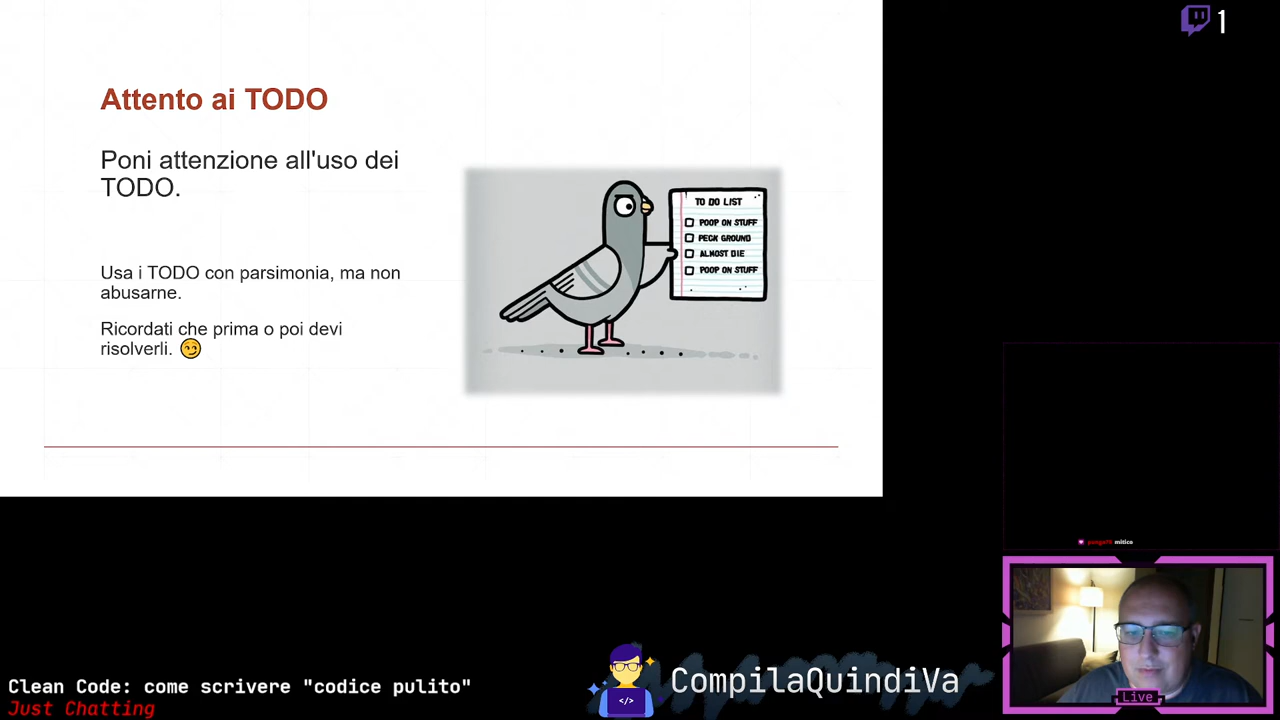 1
Attento ai TODO
Poni attenzione all'uso dei
TODO.
Usa i TODO con parsimonia, ma non
abusarne.
Ricordati che prima o poi devi
risolverli. 😏
TO DO LIST
POOP ON STUFF
PECK GROUND
ALMOST DIE
POOP ON STUFF
mitico
Live
</>
CompilaQuindiVa
Clean Code: come scrivere "codice pulito"
Just Chatting